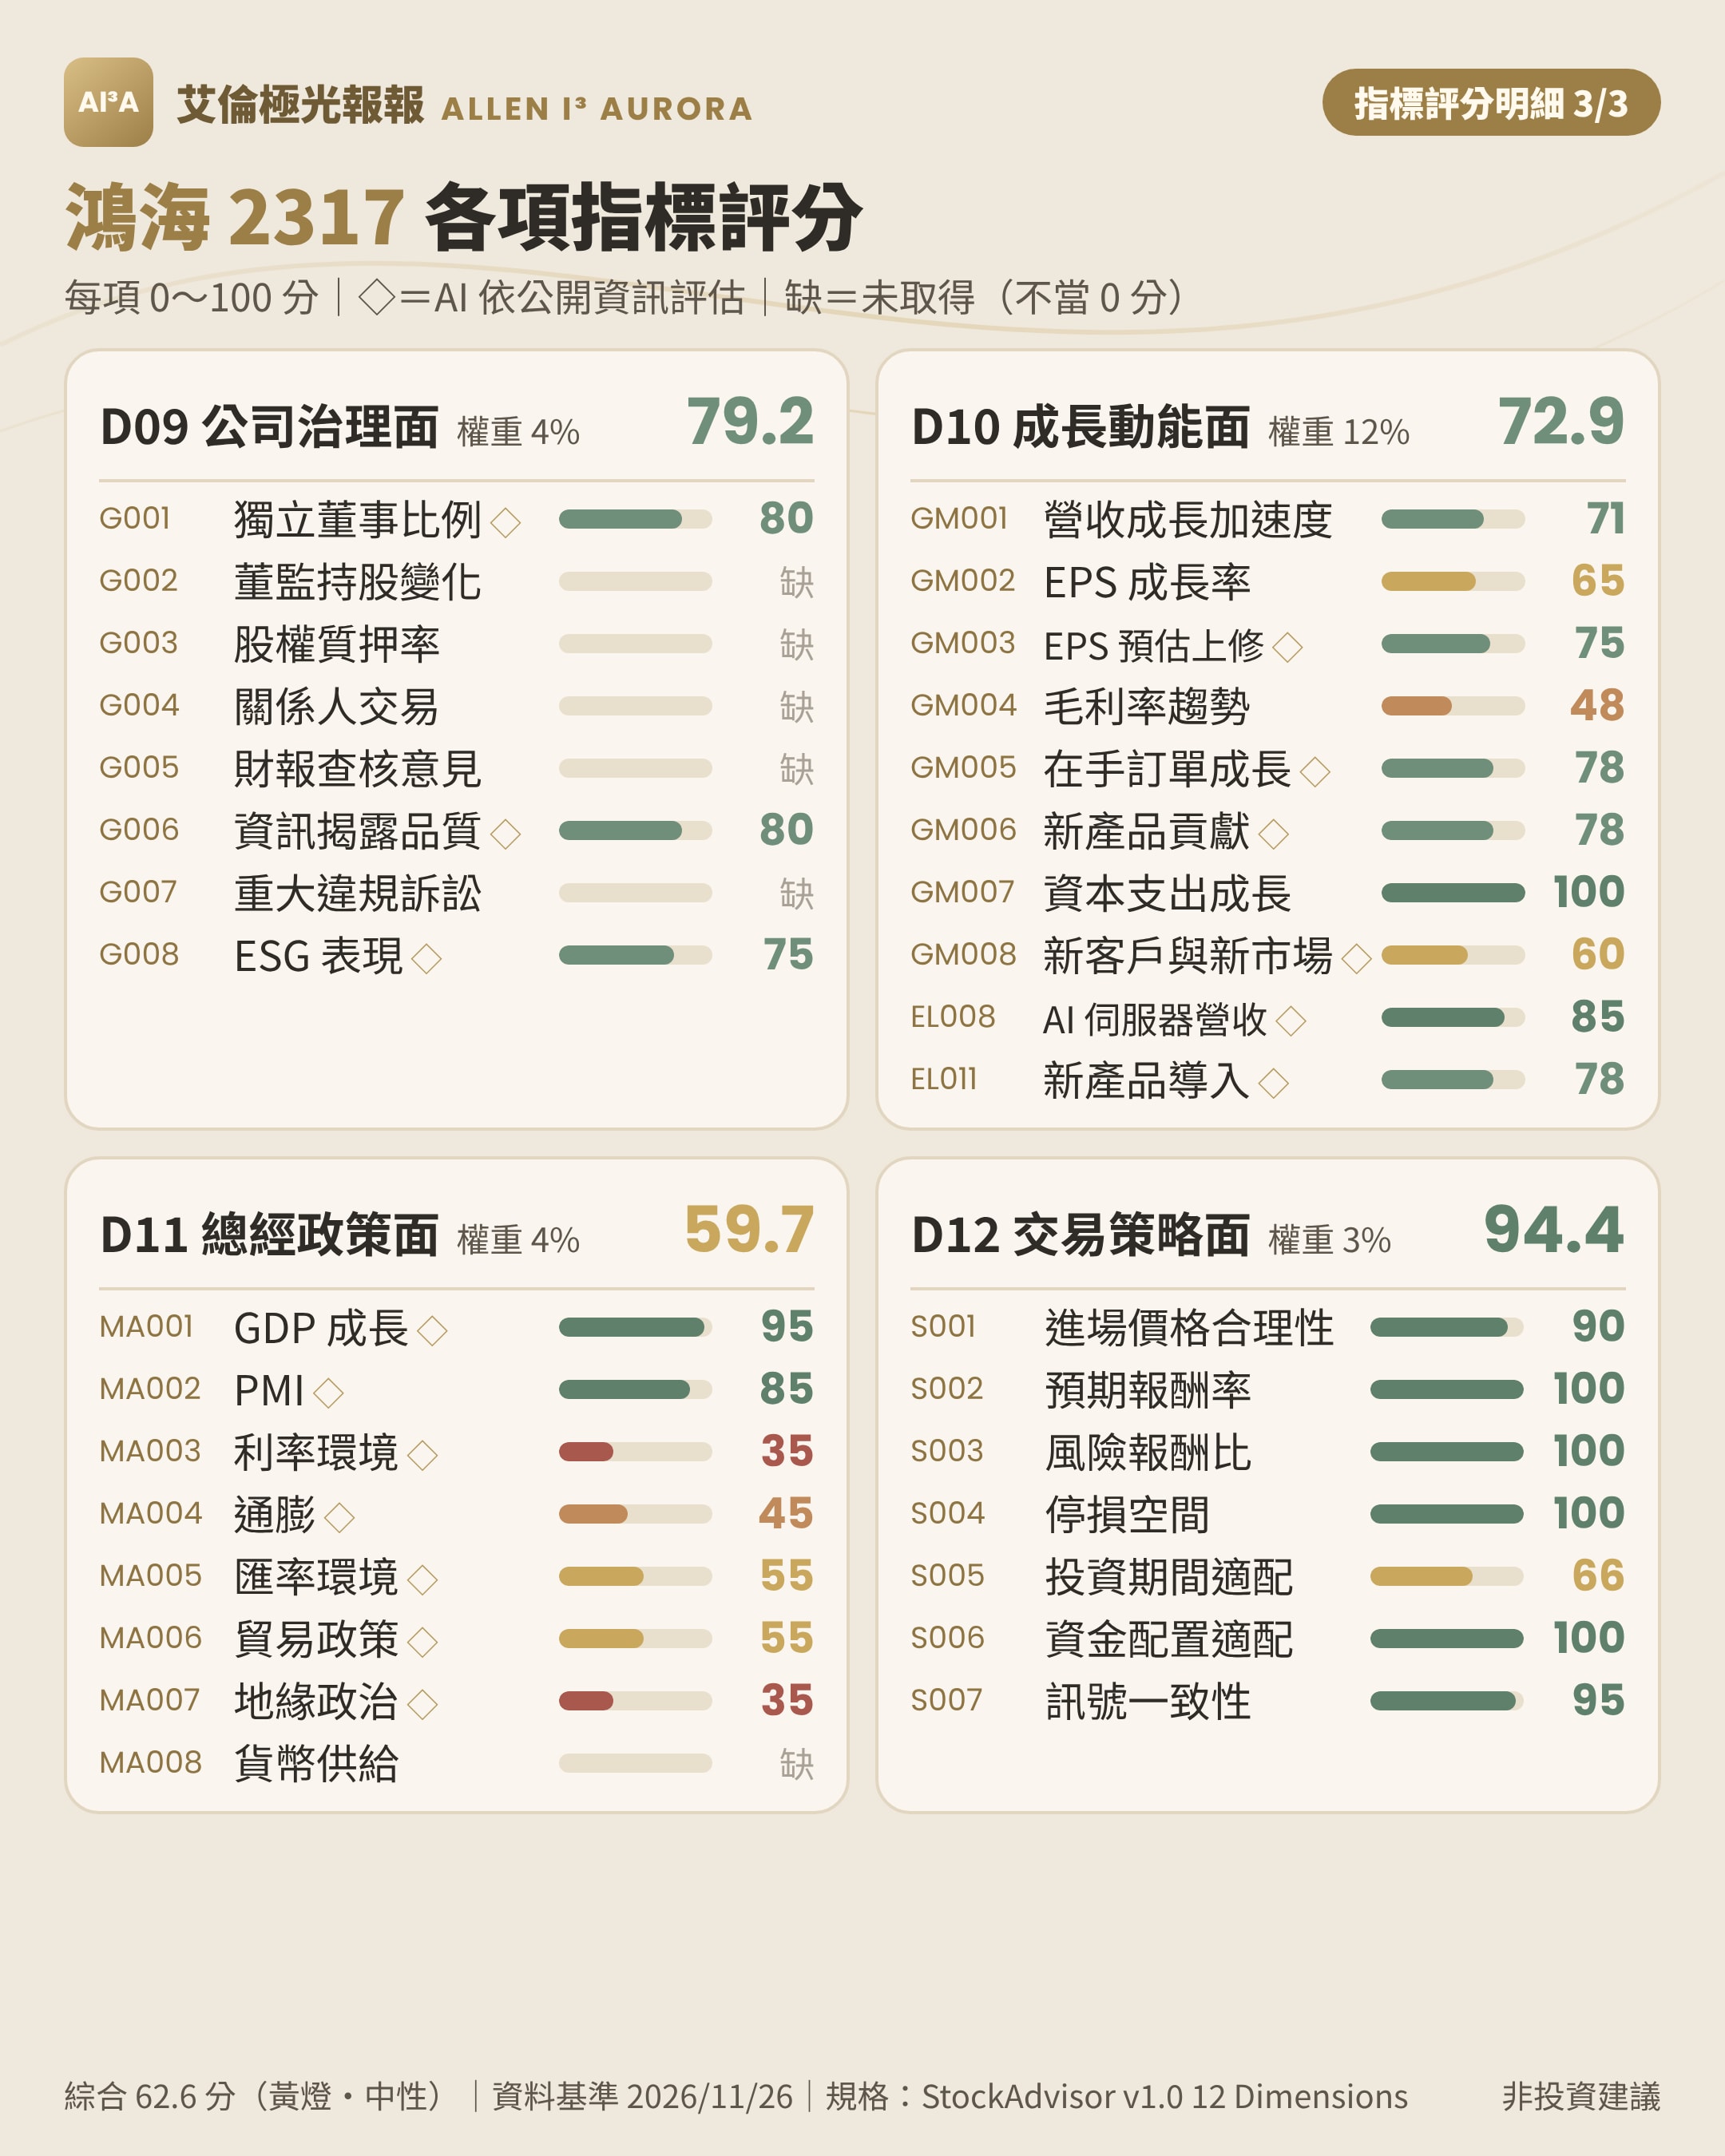 AI³A 艾倫極光報報 ALLEN I³ AURORA
指標評分明細 3/3
鴻海 2317 各項指標評分
每項 0～100 分｜◇＝AI 依公開資訊評估｜缺＝未取得（不當 0 分）
D09 公司治理面 權重 4% 79.2
G001 獨立董事比例 ◇ 80
G002 董監持股變化 缺
G003 股權質押率 缺
G004 關係人交易 缺
G005 財報查核意見 缺
G006 資訊揭露品質 ◇ 80
G007 重大違規訴訟 缺
G008 ESG 表現 ◇ 75
D10 成長動能面 權重 12% 72.9
GM001 營收成長加速度 71
GM002 EPS 成長率 65
GM003 EPS 預估上修 ◇ 75
GM004 毛利率趨勢 48
GM005 在手訂單成長 ◇ 78
GM006 新產品貢獻 ◇ 78
GM007 資本支出成長 100
GM008 新客戶與新市場 ◇ 60
EL008 AI 伺服器營收 ◇ 85
EL011 新產品導入 ◇ 78
D11 總經政策面 權重 4% 59.7
MA001 GDP 成長 ◇ 95
MA002 PMI ◇ 85
MA003 利率環境 ◇ 35
MA004 通膨 ◇ 45
MA005 匯率環境 ◇ 55
MA006 貿易政策 ◇ 55
MA007 地緣政治 ◇ 35
MA008 貨幣供給 缺
D12 交易策略面 權重 3% 94.4
S001 進場價格合理性 90
S002 預期報酬率 100
S003 風險報酬比 100
S004 停損空間 100
S005 投資期間適配 66
S006 資金配置適配 100
S007 訊號一致性 95
綜合 62.6 分（黃燈・中性）｜資料基準 2026/11/26｜規格：StockAdvisor v1.0 12 Dimensions
非投資建議